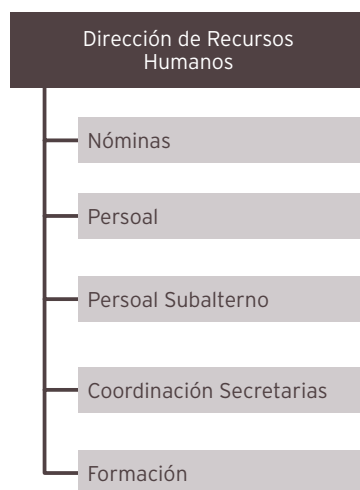 Dirección de Recursos
Humanos
Nóminas
Persoal
Persoal Subalterno
Coordinación Secretarias
Formación